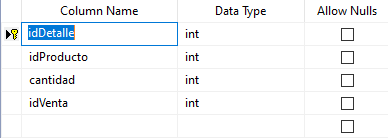 Column Name Data Type Allow Nulls
idDetalle int
idProducto int
cantidad int
idVenta int